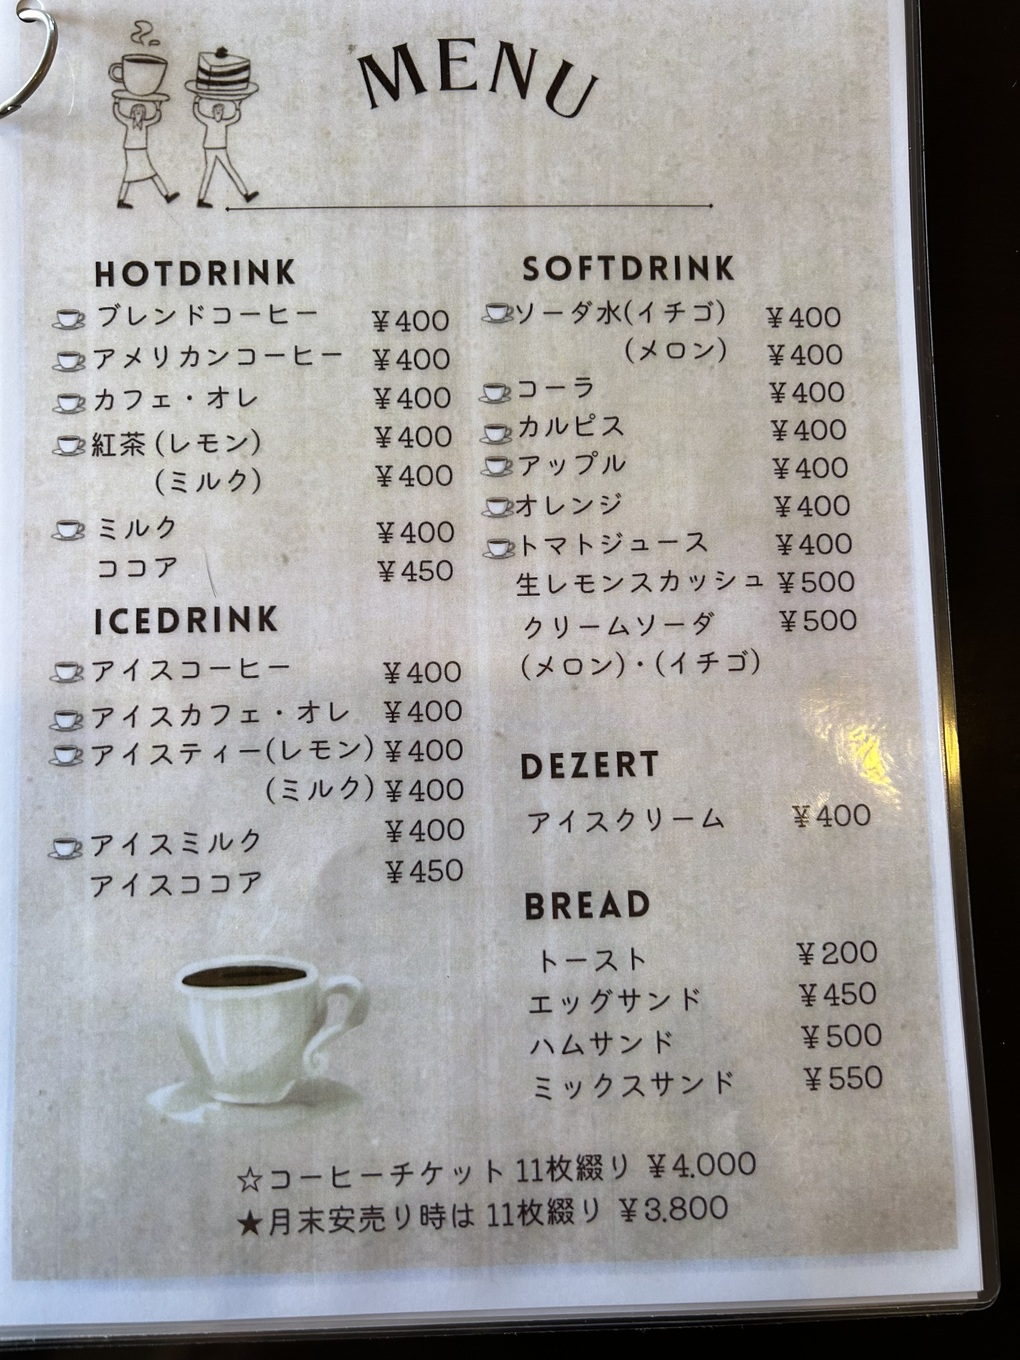 MENU
HOTDRINK
ブレンドコーヒー ¥400
アメリカンコーヒー ¥400
カフェ・オレ ¥400
紅茶(レモン) ¥400
(ミルク) ¥400
ミルク ¥400
ココア ¥450
ICEDRINK
アイスコーヒー ¥400
アイスカフェ・オレ ¥400
アイスティー(レモン) ¥400
(ミルク) ¥400
アイスミルク ¥400
アイスココア ¥450
SOFTDRINK
ソーダ水(イチゴ) ¥400
(メロン) ¥400
コーラ ¥400
カルピス ¥400
アップル ¥400
オレンジ ¥400
トマトジュース ¥400
生レモンスカッシュ ¥500
クリームソーダ ¥500
(メロン)・(イチゴ)
DEZERT
アイスクリーム ¥400
BREAD
トースト ¥200
エッグサンド ¥450
ハムサンド ¥500
ミックスサンド ¥550
☆コーヒーチケット 11枚綴り ¥4.000
★月末安売り時は 11枚綴り ¥3.800